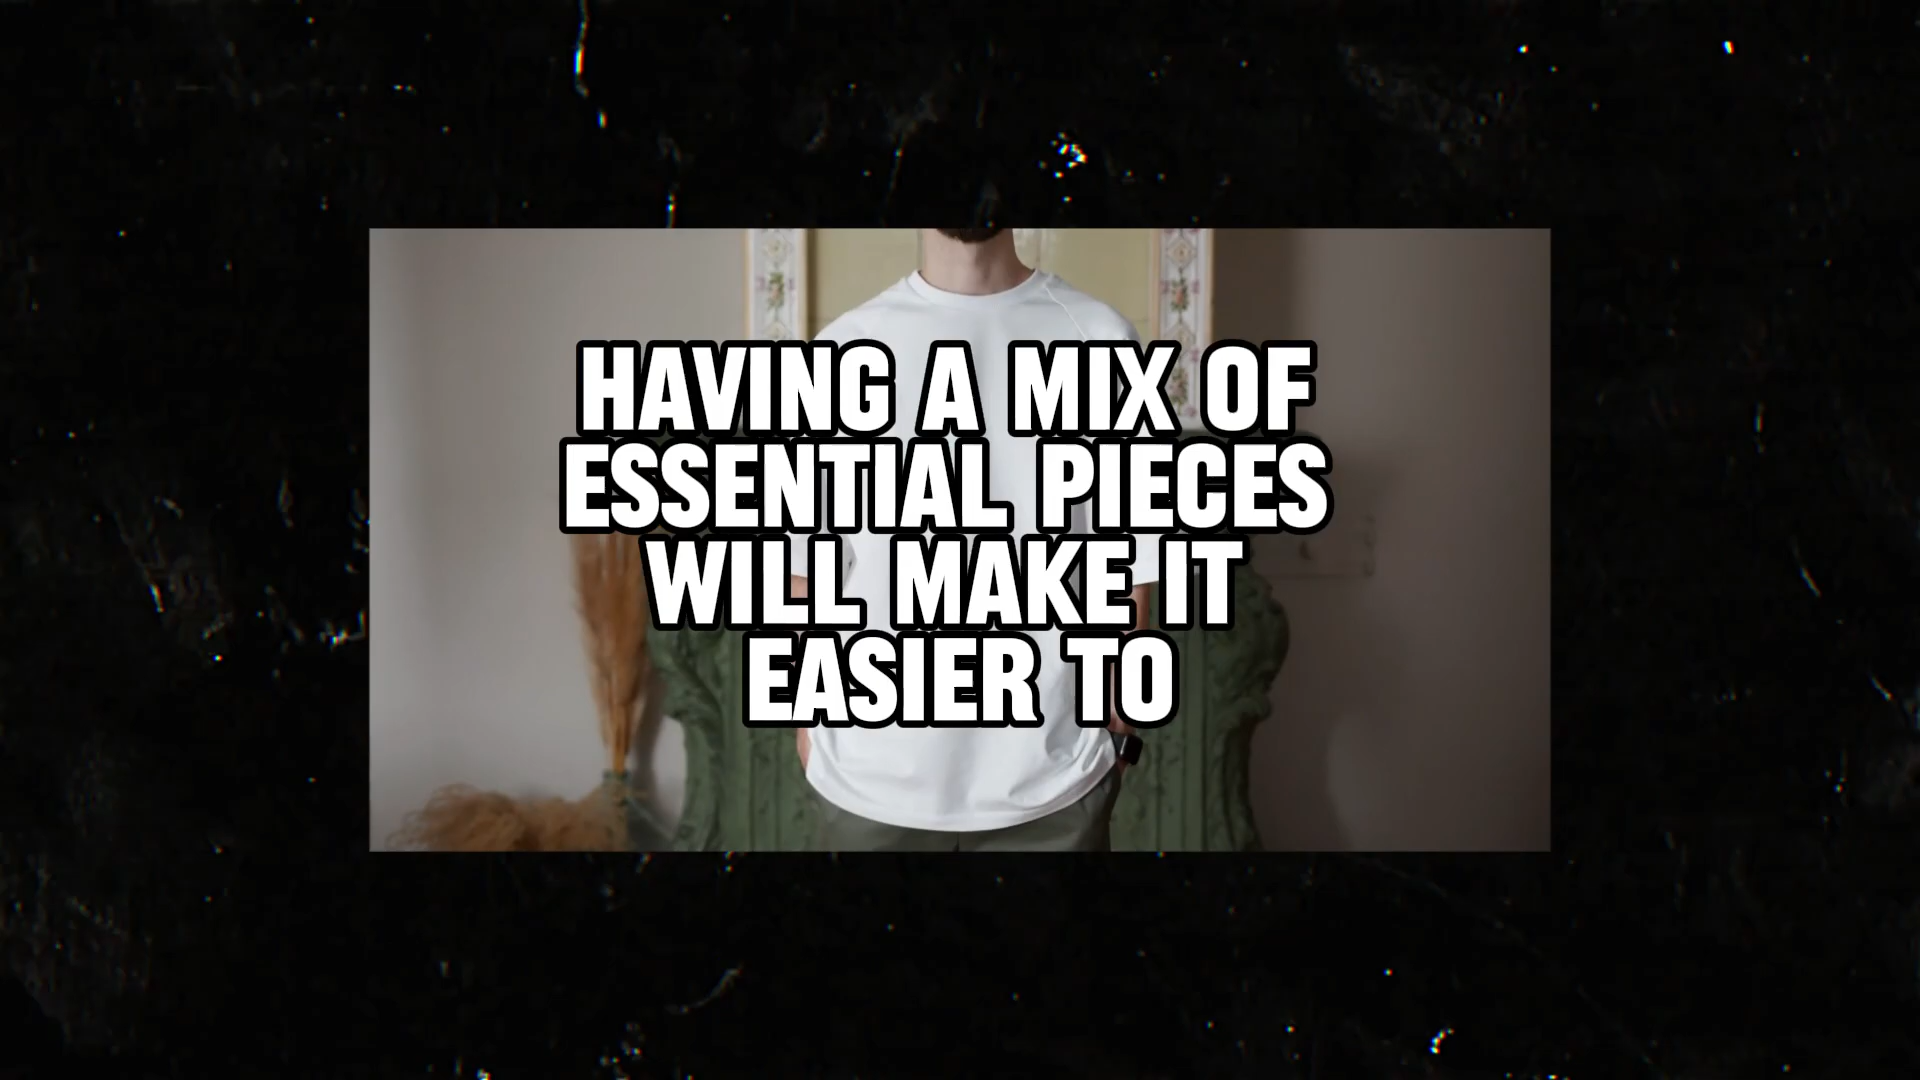 HAVING A MIX OF
ESSENTIAL PIECES
WILL MAKE IT
EASIER TO